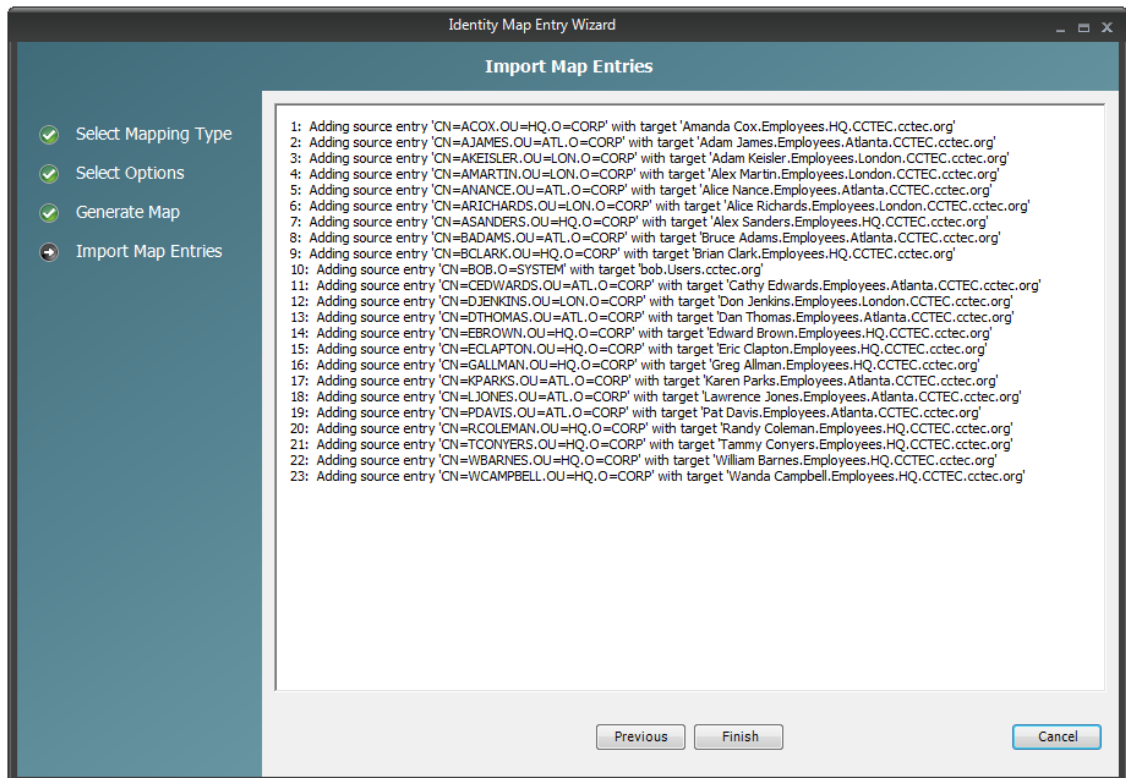 Identity Map Entry Wizard
Import Map Entries
Select Mapping Type
Select Options
Generate Map
Import Map Entries
1: Adding source entry 'CN=ACOX.OU=HQ.O=CORP' with target 'Amanda Cox.Employees.HQ.CCTEC.cctec.org'
2: Adding source entry 'CN=AJAMES.OU=ATL.O=CORP' with target 'Adam James.Employees.Atlanta.CCTEC.cctec.org'
3: Adding source entry 'CN=AKEISLER.OU=LON.O=CORP' with target 'Adam Keisler.Employees.London.CCTEC.cctec.org'
4: Adding source entry 'CN=AMARTIN.OU=LON.O=CORP' with target 'Alex Martin.Employees.London.CCTEC.cctec.org'
5: Adding source entry 'CN=ANANCE.OU=ATL.O=CORP' with target 'Alice Nance.Employees.Atlanta.CCTEC.cctec.org'
6: Adding source entry 'CN=ARICHARDS.OU=LON.O=CORP' with target 'Alice Richards.Employees.London.CCTEC.cctec.org'
7: Adding source entry 'CN=ASANDERS.OU=HQ.O=CORP' with target 'Alex Sanders.Employees.HQ.CCTEC.cctec.org'
8: Adding source entry 'CN=BADAMS.OU=ATL.O=CORP' with target 'Bruce Adams.Employees.Atlanta.CCTEC.cctec.org'
9: Adding source entry 'CN=BCLARK.OU=HQ.O=CORP' with target 'Brian Clark.Employees.HQ.CCTEC.cctec.org'
10: Adding source entry 'CN=BOB.O=SYSTEM' with target 'bob.Users.cctec.org'
11: Adding source entry 'CN=CEDWARDS.OU=ATL.O=CORP' with target 'Cathy Edwards.Employees.Atlanta.CCTEC.cctec.org'
12: Adding source entry 'CN=DJENKINS.OU=LON.O=CORP' with target 'Don Jenkins.Employees.London.CCTEC.cctec.org'
13: Adding source entry 'CN=DTHOMAS.OU=ATL.O=CORP' with target 'Dan Thomas.Employees.Atlanta.CCTEC.cctec.org'
14: Adding source entry 'CN=EBROWN.OU=HQ.O=CORP' with target 'Edward Brown.Employees.HQ.CCTEC.cctec.org'
15: Adding source entry 'CN=ECLAPTON.OU=HQ.O=CORP' with target 'Eric Clapton.Employees.HQ.CCTEC.cctec.org'
16: Adding source entry 'CN=GALLMAN.OU=HQ.O=CORP' with target 'Greg Allman.Employees.HQ.CCTEC.cctec.org'
17: Adding source entry 'CN=KPARKS.OU=ATL.O=CORP' with target 'Karen Parks.Employees.Atlanta.CCTEC.cctec.org'
18: Adding source entry 'CN=LJONES.OU=ATL.O=CORP' with target 'Lawrence Jones.Employees.Atlanta.CCTEC.cctec.org'
19: Adding source entry 'CN=PDAVIS.OU=ATL.O=CORP' with target 'Pat Davis.Employees.Atlanta.CCTEC.cctec.org'
20: Adding source entry 'CN=RCOLEMAN.OU=HQ.O=CORP' with target 'Randy Coleman.Employees.HQ.CCTEC.cctec.org'
21: Adding source entry 'CN=TCONYERS.OU=HQ.O=CORP' with target 'Tammy Conyers.Employees.HQ.CCTEC.cctec.org'
22: Adding source entry 'CN=WBARNES.OU=HQ.O=CORP' with target 'William Barnes.Employees.HQ.CCTEC.cctec.org'
23: Adding source entry 'CN=WCAMPBELL.OU=HQ.O=CORP' with target 'Wanda Campbell.Employees.HQ.CCTEC.cctec.org'
Previous Finish Cancel